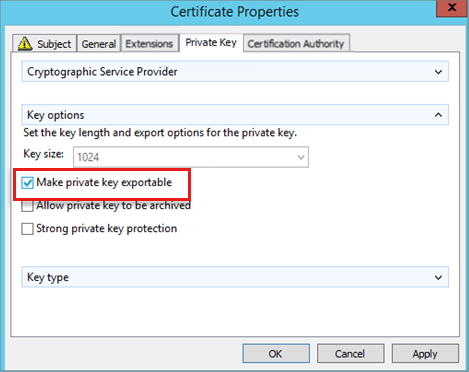 Certificate Properties
x
Subject General Extensions Private Key Certification Authority
Cryptographic Service Provider
Key options
Set the key length and export options for the private key.
Key size: 1024
Make private key exportable
Allow private key to be archived
Strong private key protection
Key type
OK Cancel Apply